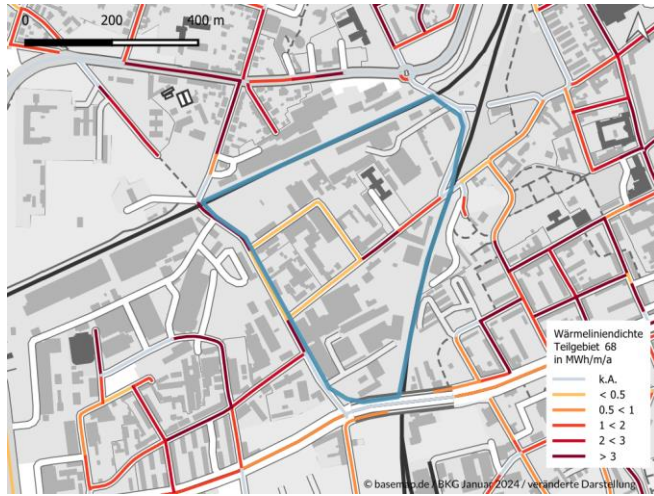 0 200 400 m
Wärmeliniendichte
Teilgebiet 68
in MWh/m/a
k.A.
< 0.5
0.5 < 1
1 < 2
2 < 3
> 3
© basemap.de / BKG Januar 2024 / veränderte Darstellung